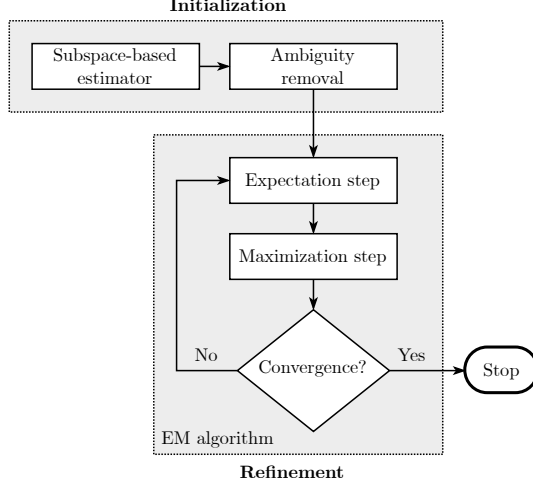 Initialization
Subspace-based
estimator
Ambiguity
removal
Expectation step
Maximization step
Convergence?
No
Yes
Stop
EM algorithm
Refinement